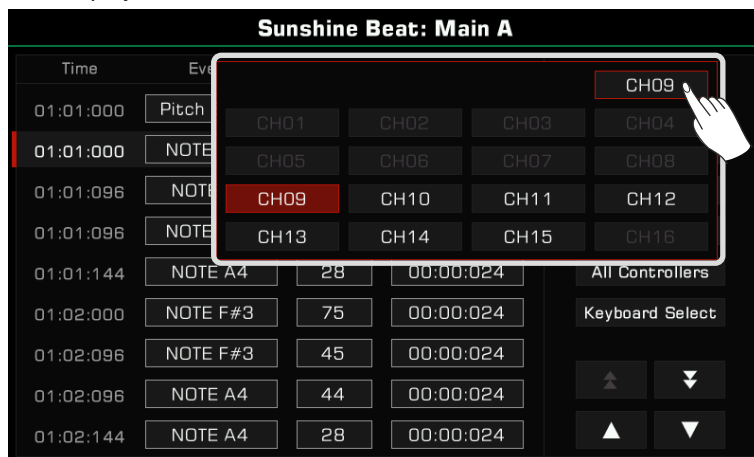 Sunshine Beat: Main A
Time Eve
CH09
01:01:000 Pitch
CH01 CH02 CH03 CH04
01:01:000 NOTE
CH05 CH06 CH07 CH08
01:01:096 NOTE
CH09 CH10 CH11 CH12
01:01:096 NOTE
CH13 CH14 CH15 CH16
01:01:144 NOTE A4 28 00:00:024 All Controllers
01:02:000 NOTE F#3 75 00:00:024 Keyboard Select
01:02:096 NOTE F#3 45 00:00:024
01:02:096 NOTE A4 44 00:00:024
01:02:144 NOTE A4 28 00:00:024